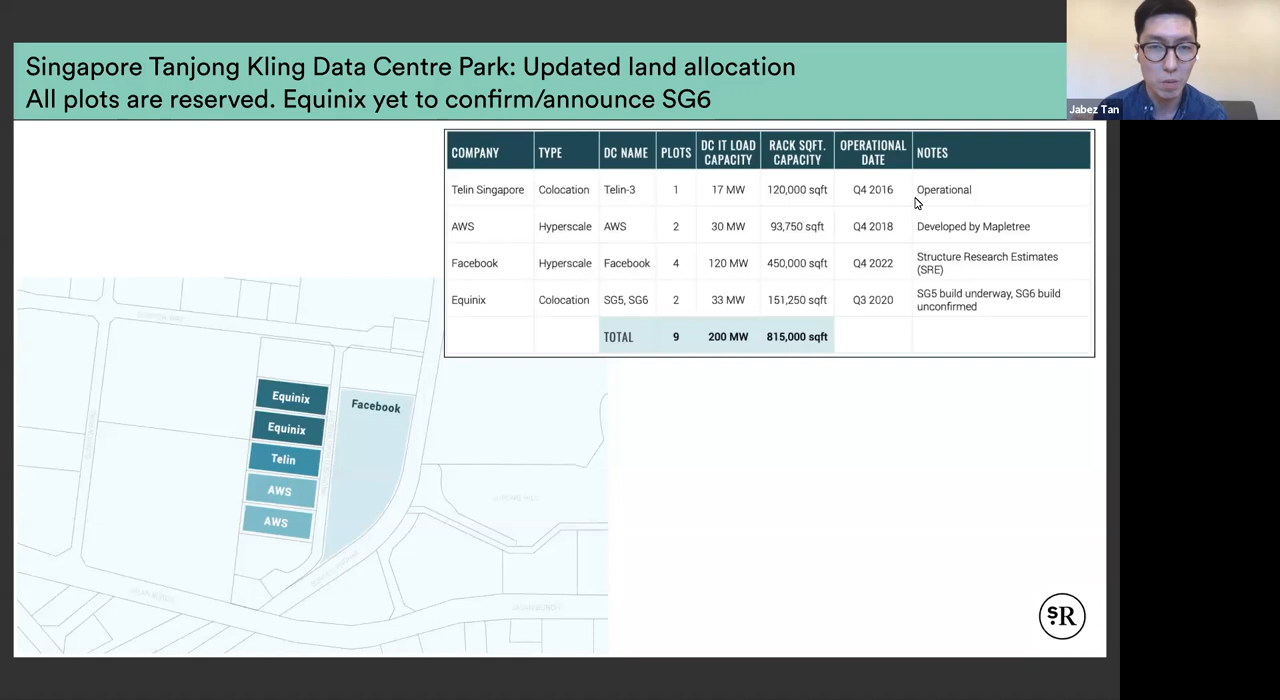 Singapore Tanjong Kling Data Centre Park: Updated land allocation
All plots are reserved. Equinix yet to confirm/announce SG6
Jabez Tan
COMPANY TYPE DC NAME PLOTS DC IT LOAD CAPACITY RACK SQFT. CAPACITY OPERATIONAL DATE NOTES
Telin Singapore Colocation Telin-3 1 17 MW 120,000 sqft Q4 2016 Operational
AWS Hyperscale AWS 2 30 MW 93,750 sqft Q4 2018 Developed by Mapletree
Facebook Hyperscale Facebook 4 120 MW 450,000 sqft Q4 2022 Structure Research Estimates (SRE)
Equinix Colocation SG5, SG6 2 33 MW 151,250 sqft Q3 2020 SG5 build underway, SG6 build unconfirmed
TOTAL 9 200 MW 815,000 sqft
Equinix
Facebook
Equinix
Telin
AWS
AWS
SR